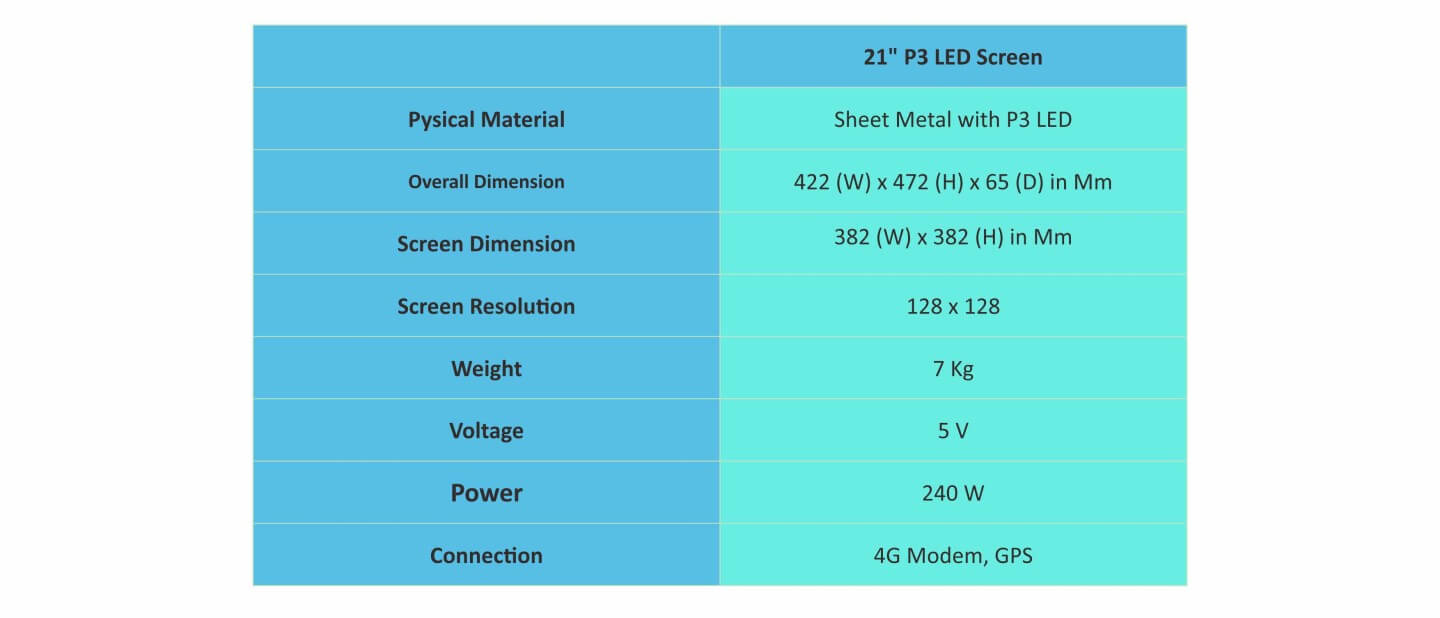 21" P3 LED Screen
Pysical Material Sheet Metal with P3 LED
Overall Dimension 422 (W) x 472 (H) x 65 (D) in Mm
Screen Dimension 382 (W) x 382 (H) in Mm
Screen Resolution 128 x 128
Weight 7 Kg
Voltage 5 V
Power 240 W
Connection 4G Modem, GPS